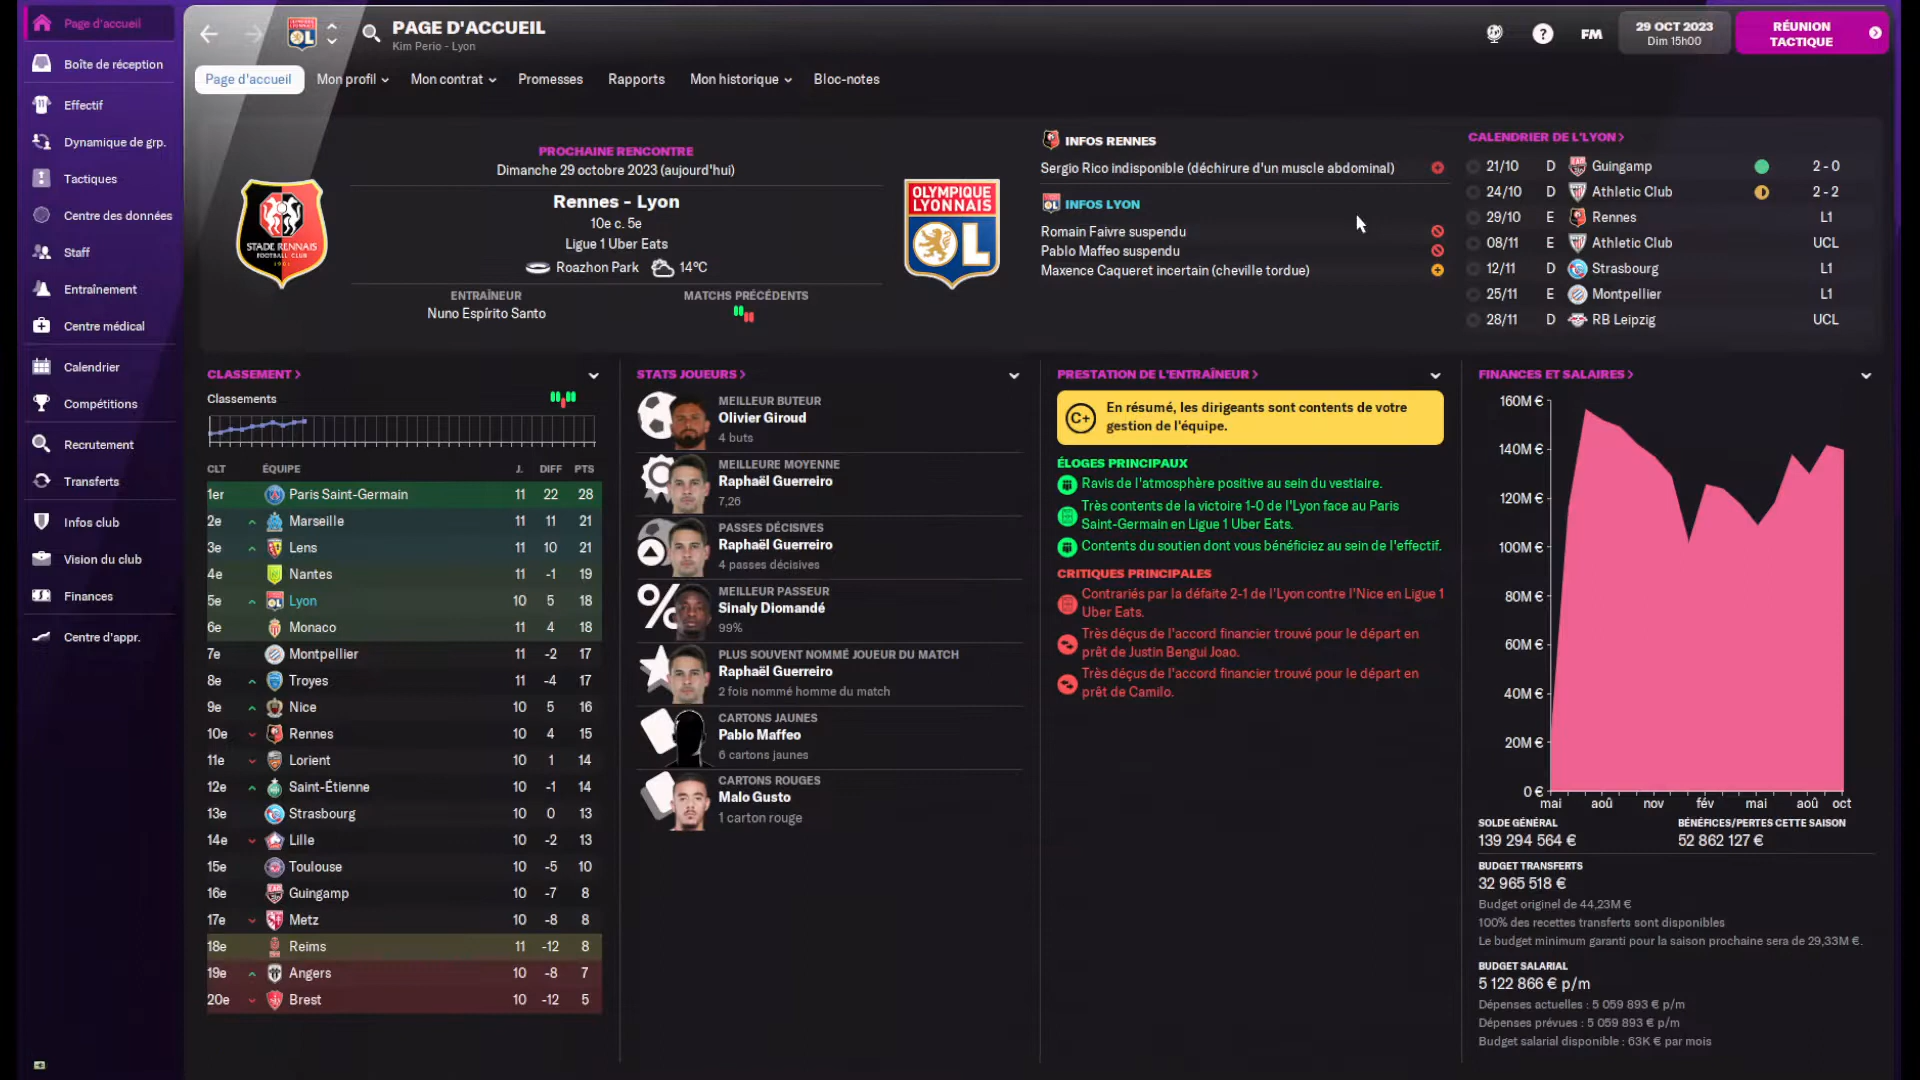 Page d'accueil
Boîte de réception
Effectif
Dynamique de grp.
Tactiques
Centre des données
Staff
Entraînement
Centre médical
Calendrier
Compétitions
Recrutement
Transferts
Infos club
Vision du club
Finances
Centre d'appr.
PAGE D'ACCUEIL
Kim Perio - Lyon
FM
29 OCT 2023
Dim 15h00
RÉUNION
TACTIQUE
Page d'accueil Mon profil Mon contrat Promesses Rapports Mon historique Bloc-notes
STADE RENNAIS
PROCHAINE RENCONTRE
Dimanche 29 octobre 2023 (aujourd'hui)
Rennes - Lyon
10e c. 5e
Ligue 1 Uber Eats
Roazhon Park 14°C
ENTRAÎNEUR
Nuno Espírito Santo
MATCHS PRÉCÉDENTS
OLYMPIQUE
LYONNAIS
OL
INFOS RENNES
Sergio Rico indisponible (déchirure d'un muscle abdominal)
INFOS LYON
Romain Faivre suspendu
Pablo Maffeo suspendu
Maxence Caqueret incertain (cheville tordue)
CALENDRIER DE L'LYON
21/10 D Guingamp 2 - 0
24/10 D Athletic Club 2 - 2
29/10 E Rennes L1
08/11 E Athletic Club UCL
12/11 D Strasbourg L1
25/11 E Montpellier L1
28/11 D RB Leipzig UCL
CLASSEMENT
Classements
CLT ÉQUIPE J. DIFF PTS
1er Paris Saint-Germain 11 22 28
2e Marseille 11 11 21
3e Lens 11 10 21
4e Nantes 11 -1 19
5e Lyon 10 5 18
6e Monaco 11 4 18
7e Montpellier 11 -2 17
8e Troyes 11 -4 17
9e Nice 10 5 16
10e Rennes 10 4 15
11e Lorient 10 1 14
12e Saint-Étienne 10 -1 14
13e Strasbourg 10 0 13
14e Lille 10 -2 13
15e Toulouse 10 -5 10
16e Guingamp 10 -7 8
17e Metz 10 -8 8
18e Reims 11 -12 8
19e Angers 10 -8 7
20e Brest 10 -12 5
STATS JOUEURS
MEILLEUR BUTEUR
Olivier Giroud
4 buts
MEILLEURE MOYENNE
Raphaël Guerreiro
7,26
PASSES DÉCISIVES
Raphaël Guerreiro
4 passes décisives
MEILLEUR PASSEUR
Sinaly Diomandé
99%
PLUS SOUVENT NOMMÉ JOUEUR DU MATCH
Raphaël Guerreiro
2 fois nommé homme du match
CARTONS JAUNES
Pablo Maffeo
6 cartons jaunes
CARTONS ROUGES
Malo Gusto
1 carton rouge
PRESTATION DE L'ENTRAÎNEUR
C+
En résumé, les dirigeants sont contents de votre
gestion de l'équipe.
ÉLOGES PRINCIPAUX
Ravis de l'atmosphère positive au sein du vestiaire.
Très contents de la victoire 1-0 de l'Lyon face au Paris
Saint-Germain en Ligue 1 Uber Eats.
Contents du soutien dont vous bénéficiez au sein de l'effectif.
CRITIQUES PRINCIPALES
Contrariés par la défaite 2-1 de l'Lyon contre l'Nice en Ligue 1
Uber Eats.
Très déçus de l'accord financier trouvé pour le départ en
prêt de Justin Bengui Joao.
Très déçus de l'accord financier trouvé pour le départ en
prêt de Camilo.
FINANCES ET SALAIRES
160M €
140M €
120M €
100M €
80M €
60M €
40M €
20M €
0 €
mai août nov fév mai août oct
SOLDE GÉNÉRAL
139 294 564 €
BÉNÉFICES/PERTES CETTE SAISON
52 862 127 €
BUDGET TRANSFERTS
32 965 518 €
Budget originel de 44,23M €
100% des recettes transferts sont disponibles
Le budget minimum garanti pour la saison prochaine sera de 29,33M €.
BUDGET SALARIAL
5 122 866 € p/m
Dépenses actuelles : 5 059 893 € p/m
Dépenses prévues : 5 059 893 € p/m
Budget salarial disponible : 63K € par mois